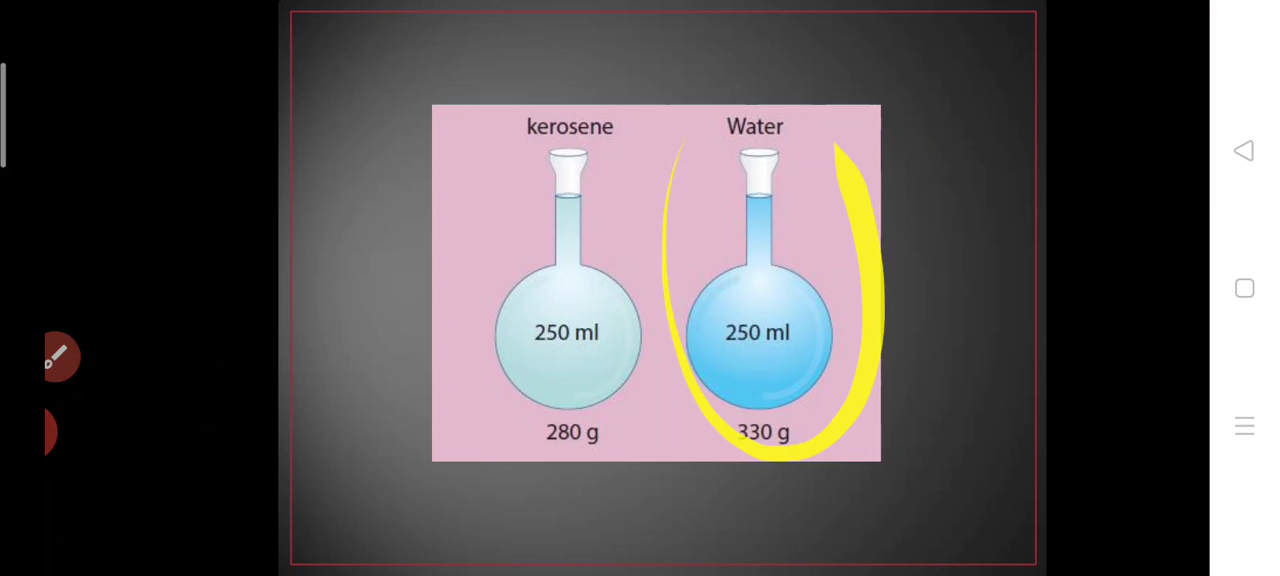 kerosene
Water
250 ml
250 ml
280 g
330 g